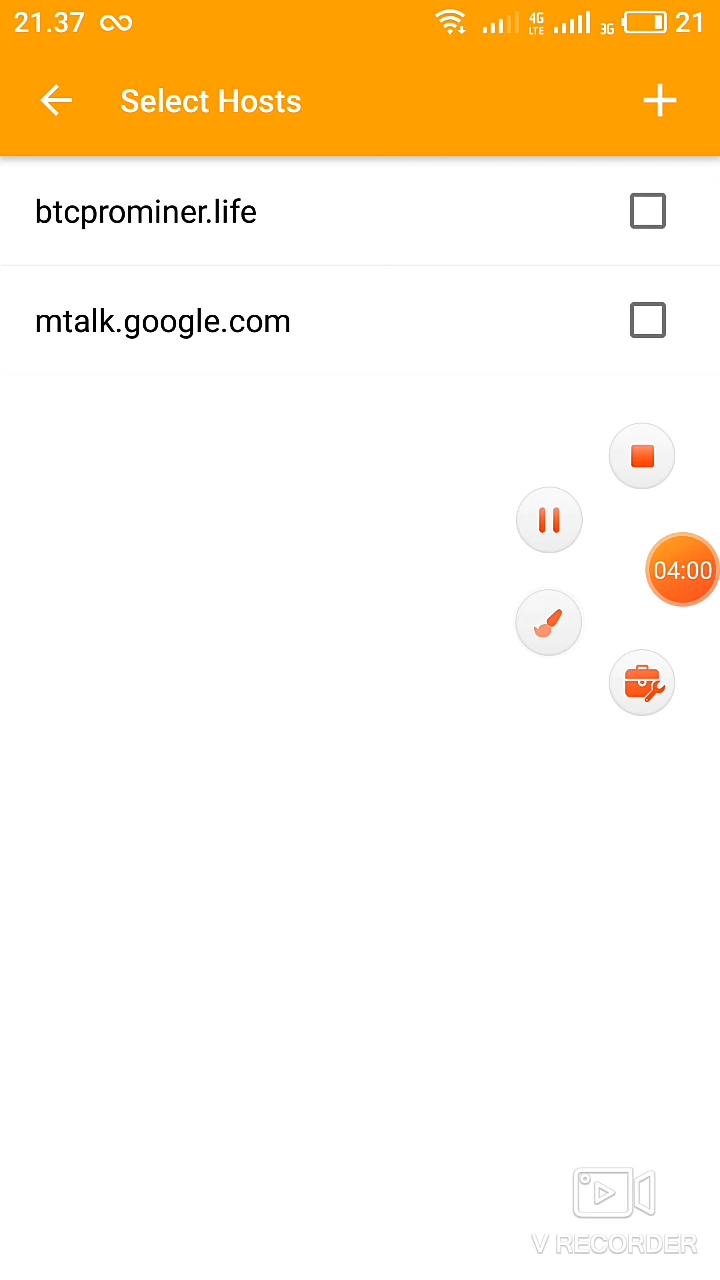 21.37
4G
LTE
3G
21
Select Hosts
btcprominer.life
mtalk.google.com
04:00
V RECORDER